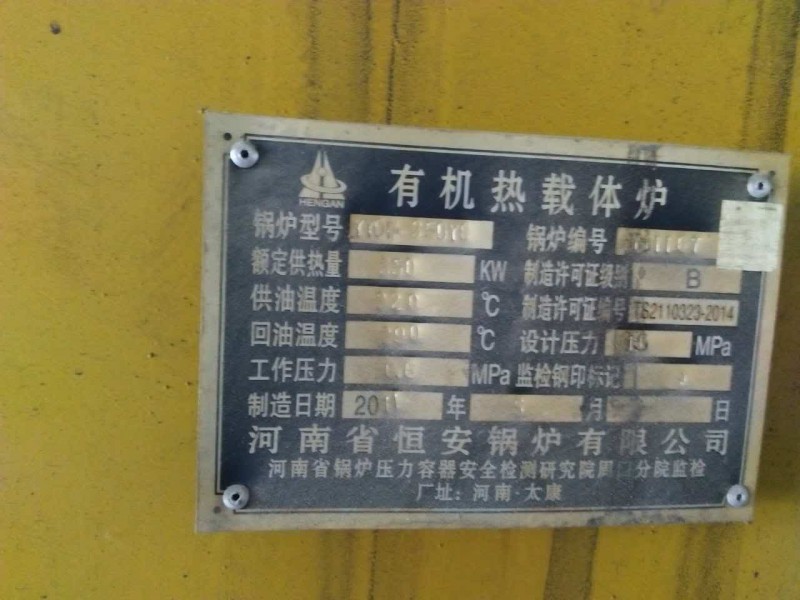 HENGAN
有机热载体炉
锅炉型号 锅炉编号
额定供热量 KW 制造许可证级别 B
供油温度 ℃ 制造许可证编号 TS2110323-2014
回油温度 ℃ 设计压力 MPa
工作压力 MPa 监检钢印标记
制造日期 201 年 月 日
河南省恒安锅炉有限公司
河南省锅炉压力容器安全检测研究院周口分院监检
厂址：河南·太康